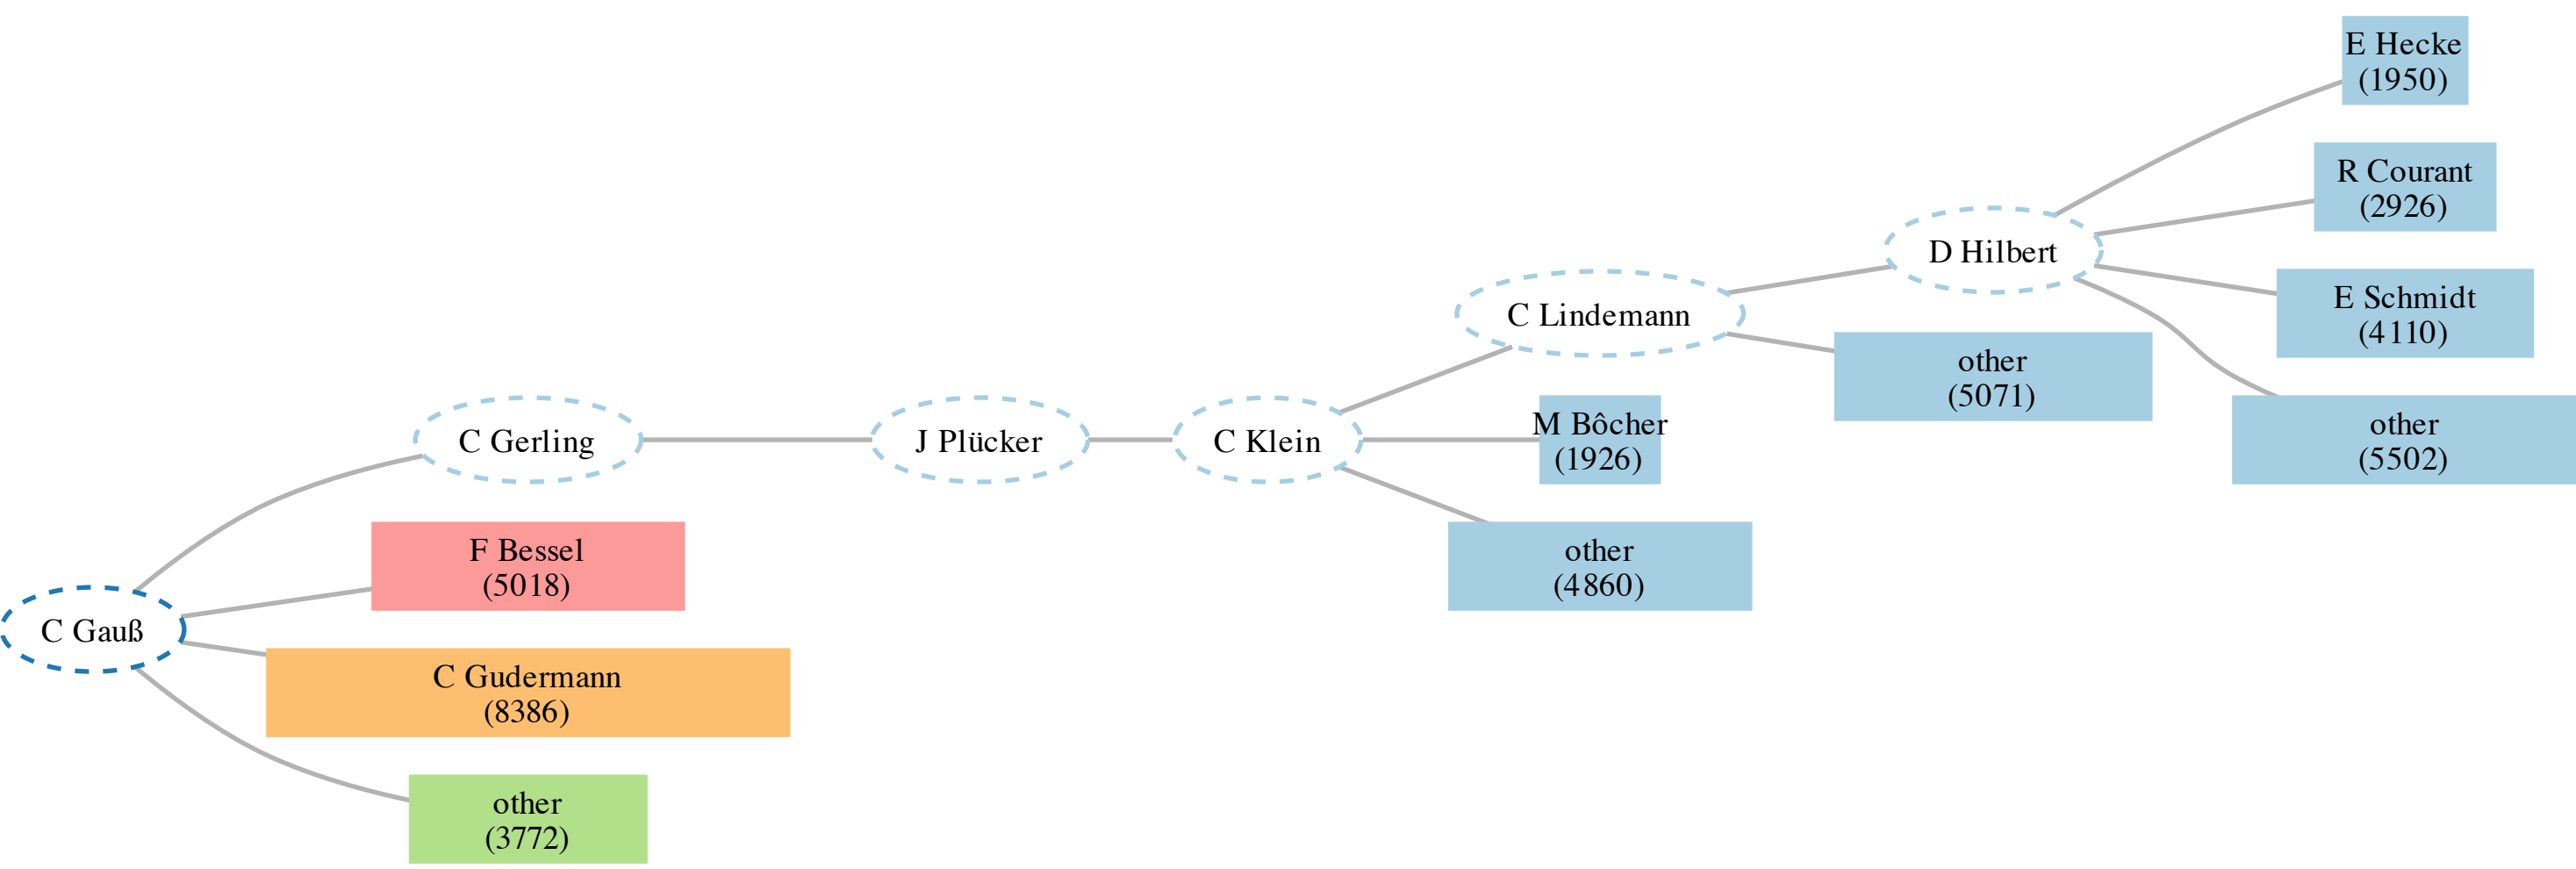 E Hecke
(1950)
R Courant
(2926)
D Hilbert
E Schmidt
(4110)
C Lindemann
other
(5071)
other
(5502)
C Gerling
J Plücker
C Klein
M Bôcher
(1926)
F Bessel
(5018)
other
(4860)
C Gauß
C Gudermann
(8386)
other
(3772)